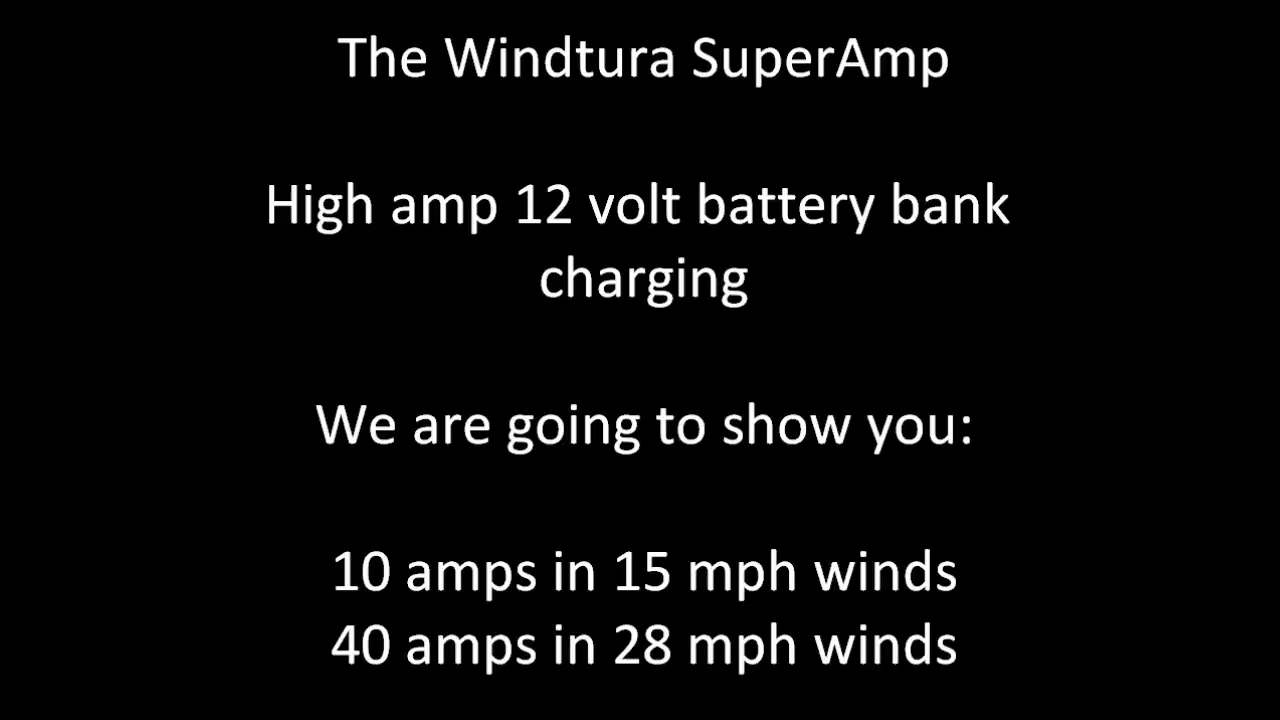 The Windtura SuperAmp
High amp 12 volt battery bank
charging
We are going to show you:
10 amps in 15 mph winds
40 amps in 28 mph winds